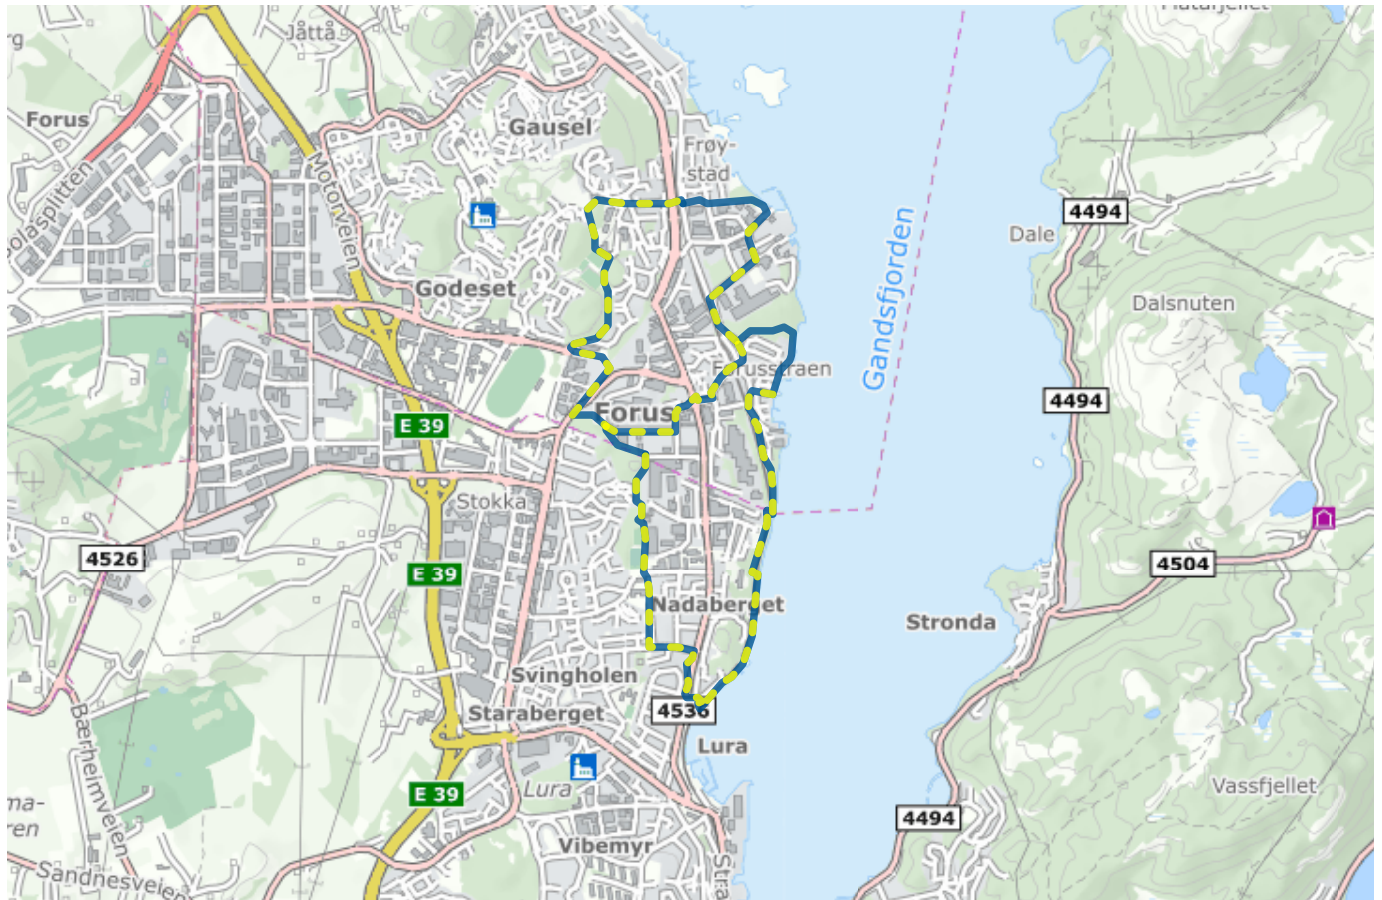 Jåttå
Forus
Gausel
Frøy-
stad
Motorveien
4494
Dale
Gandsfjorden
Godeset
Dalsnuten
Forusstraen
4494
Forus
E 39
Stokka
4526
E 39
4504
Nadaberget
Stronda
Svingholen
4536
Staraberget
Bærheimveien
Lura
Lura
Vassfjellet
E 39
4494
Vibemyr
Sandnesveien